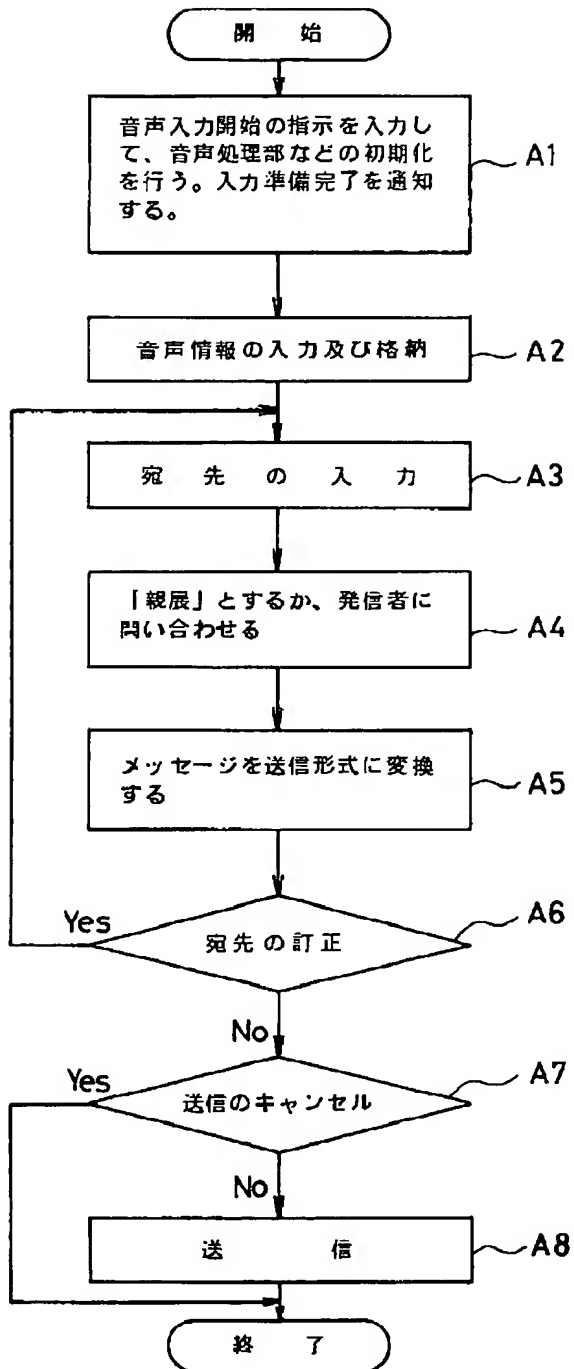 開始
音声入力開始の指示を入力し
て、音声処理部などの初期化
を行う。入力準備完了を通知
する。
A1
音声情報の入力及び格納
A2
宛先の入力
A3
「親展」とするか、発信者に
問い合わせる
A4
メッセージを送信形式に変換
する
A5
Yes
宛先の訂正
A6
No
Yes
送信のキャンセル
A7
No
送信
A8
終了